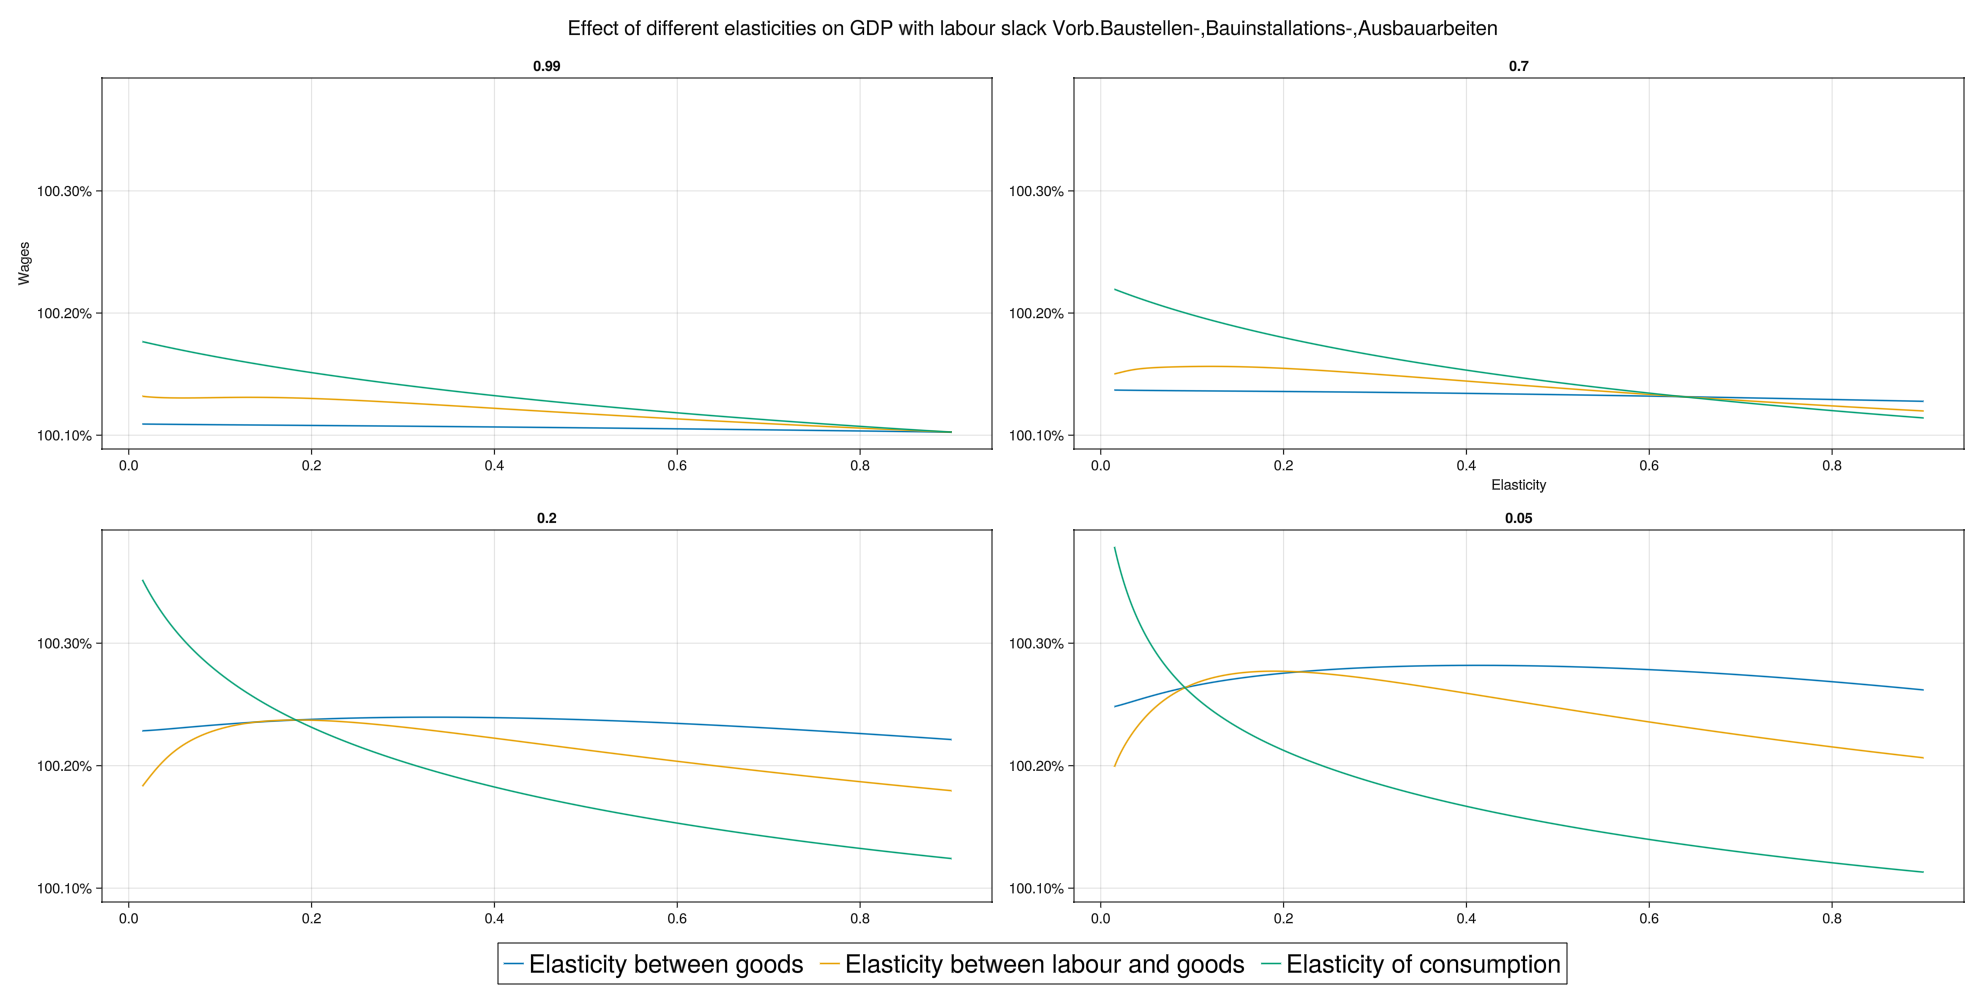 Effect of different elasticities on GDP with labour slack Vorb.Baustellen-,Bauinstallations-,Ausbauarbeiten
0.99
0.7
Wages
100.30%
100.20%
100.10%
0.0 0.2 0.4 0.6 0.8
100.30%
100.20%
100.10%
0.0 0.2 0.4 0.6 0.8
Elasticity
0.2
0.05
100.30%
100.20%
100.10%
0.0 0.2 0.4 0.6 0.8
100.30%
100.20%
100.10%
0.0 0.2 0.4 0.6 0.8
Elasticity between goods Elasticity between labour and goods Elasticity of consumption